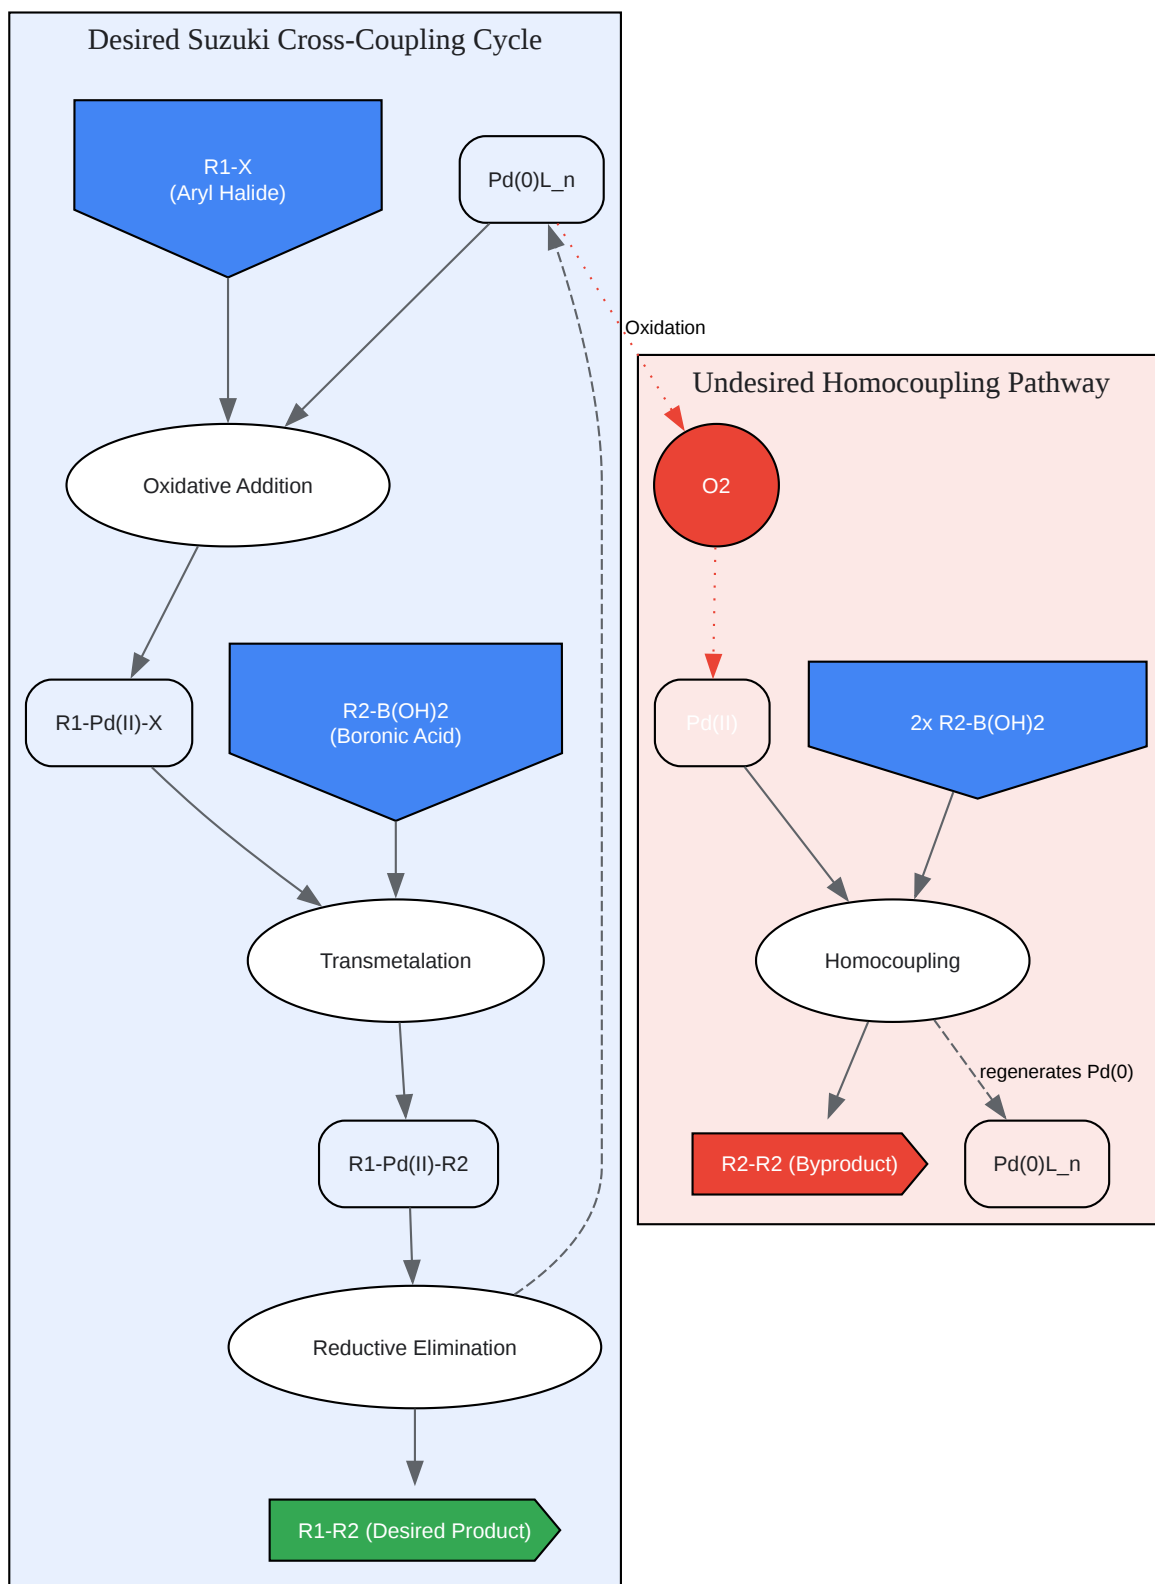 Desired Suzuki Cross-Coupling Cycle
R1-X
(Aryl Halide)
Pd(0)L_n
Oxidation
Undesired Homocoupling Pathway
Oxidative Addition
O2
R1-Pd(II)-X
R2-B(OH)2
(Boronic Acid)
Pd(II)
2x R2-B(OH)2
Transmetalation
Homocoupling
regenerates Pd(0)
R1-Pd(II)-R2
R2-R2 (Byproduct)
Pd(0)L_n
Reductive Elimination
R1-R2 (Desired Product)